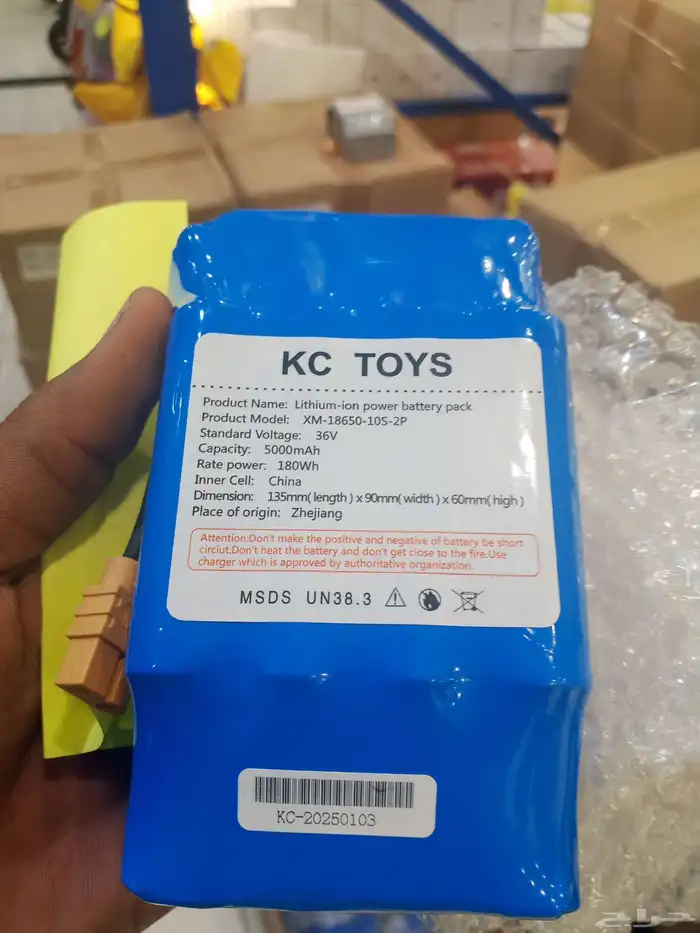 KC TOYS
Product Name: Lithium-ion power battery pack
Product Model: XM-18650-10S-2P
Standard Voltage: 36V
Capacity: 5000mAh
Rate power: 180Wh
Inner Cell: China
Dimension: 135mm( length ) x 90mm( width ) x 60mm( high )
Place of origin: Zhejiang
Attention:Don't make the positive and negative of battery be short
circiut.Don't heat the battery and don't get close to the fire.Use
charger which is approved by authoritative organization.
MSDS UN38.3
KC-20250103
حراج